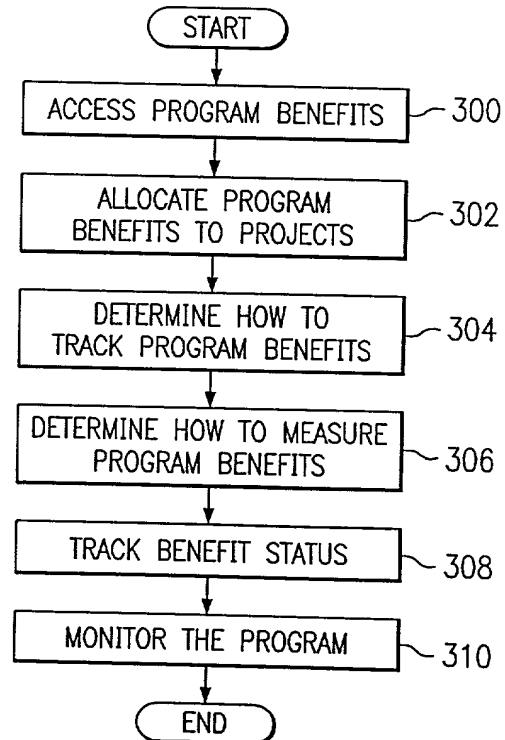 START
ACCESS PROGRAM BENEFITS 300
ALLOCATE PROGRAM
BENEFITS TO PROJECTS
302
DETERMINE HOW TO
TRACK PROGRAM BENEFITS
304
DETERMINE HOW TO MEASURE
PROGRAM BENEFITS
306
TRACK BENEFIT STATUS 308
MONITOR THE PROGRAM 310
END